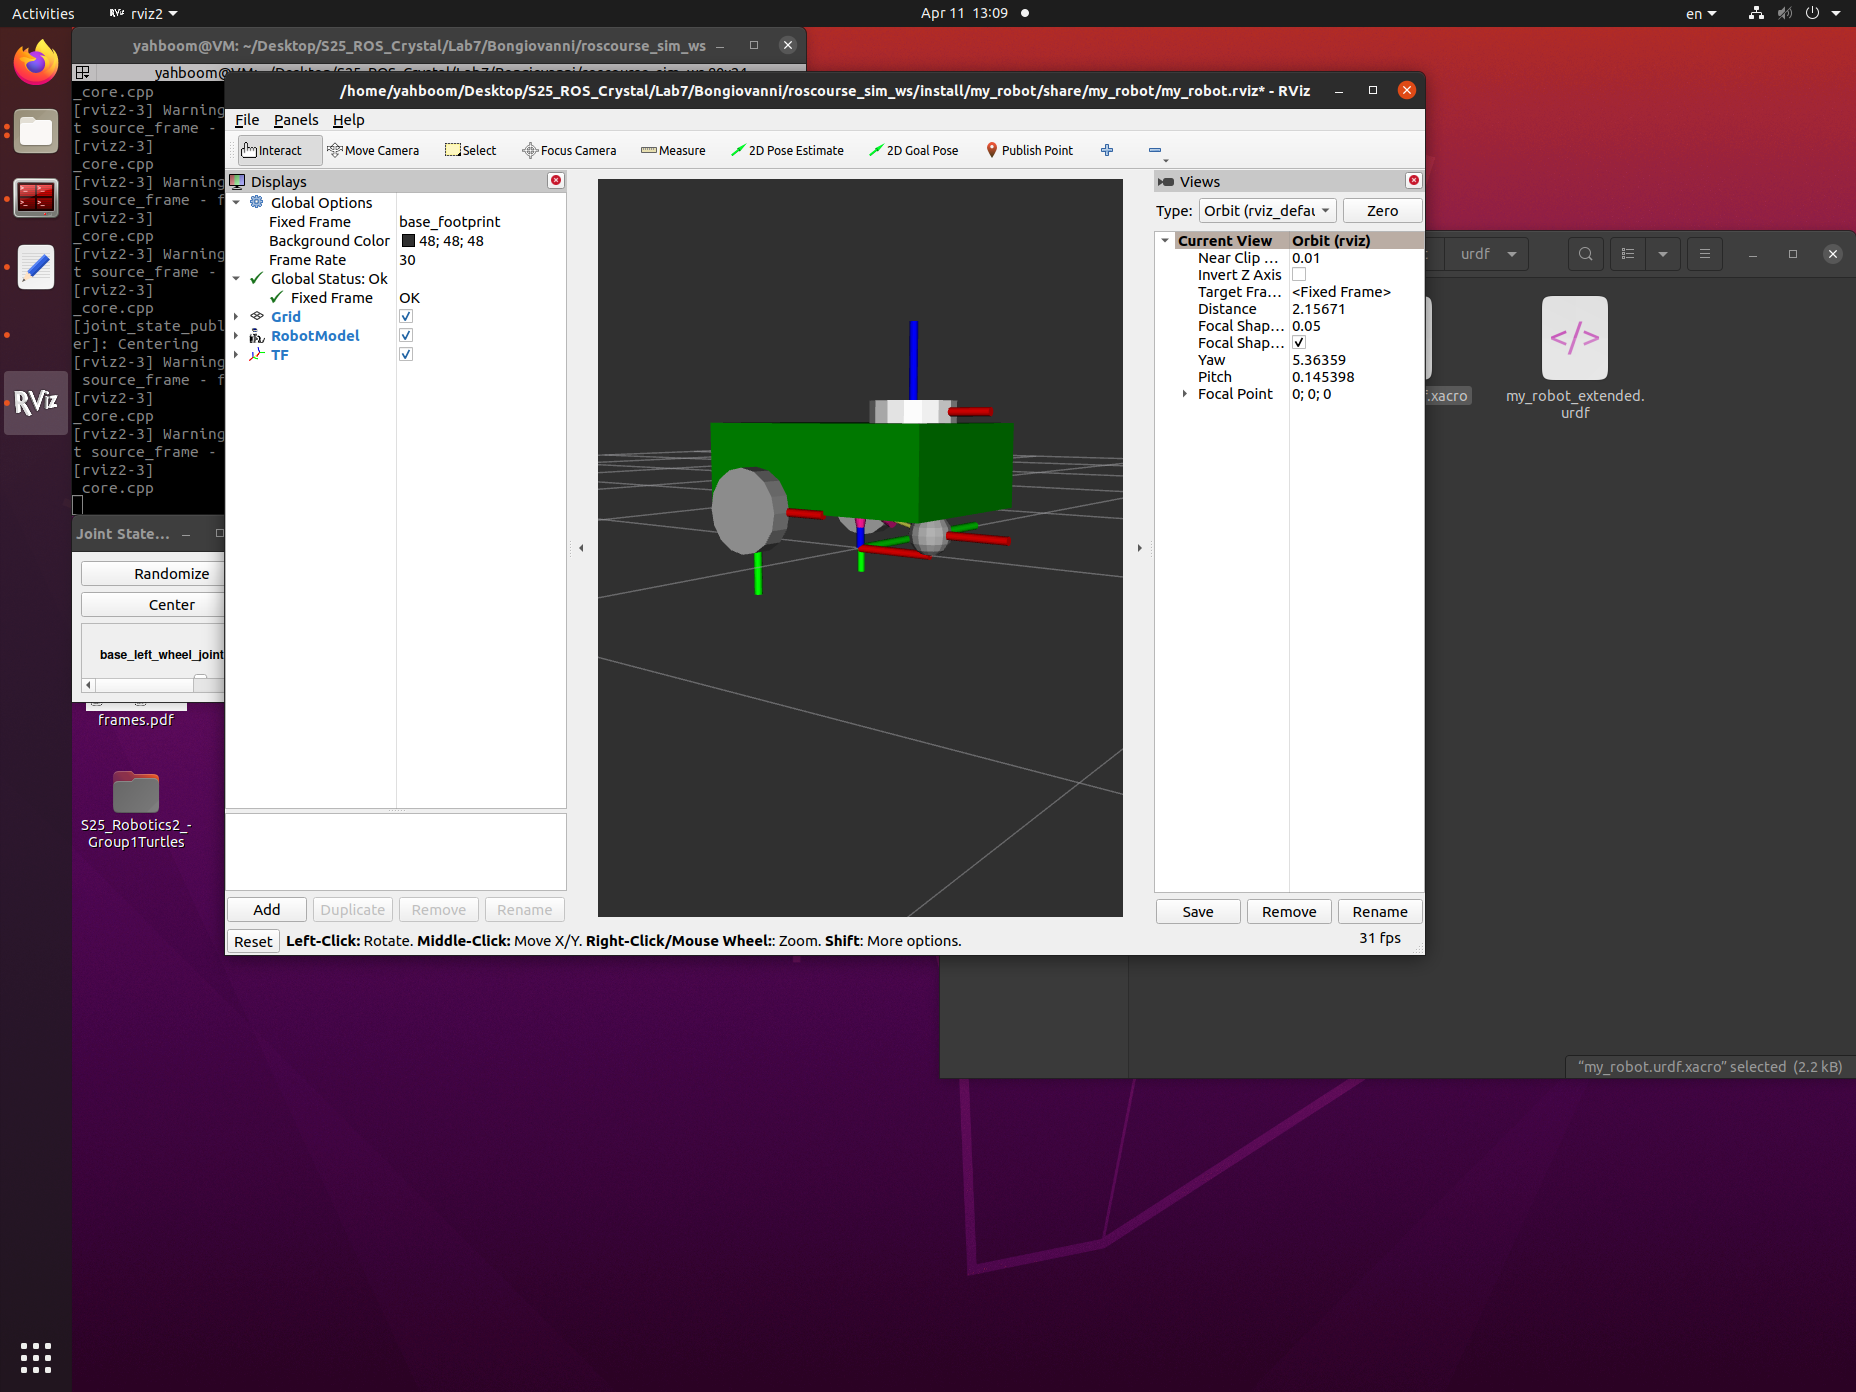 Activities
rviz2
Apr 11 13:09
en
yahboom@VM: ~/Desktop/S25_ROS_Crystal/Lab7/Bongiovanni/roscourse_sim_ws
_core.cpp
[rviz2-3] Warning
t source_frame -
[rviz2-3]
_core.cpp
[rviz2-3] Warning
source_frame - f
[rviz2-3]
_core.cpp
[rviz2-3] Warning
t source_frame -
[rviz2-3]
_core.cpp
[joint_state_publ
er]: Centering
[rviz2-3] Warning
source_frame - f
[rviz2-3]
_core.cpp
[rviz2-3] Warning
t source_frame -
[rviz2-3]
_core.cpp
/home/yahboom/Desktop/S25_ROS_Crystal/Lab7/Bongiovanni/roscourse_sim_ws/install/my_robot/share/my_robot/my_robot.rviz* - RViz
File Panels Help
Interact Move Camera Select Focus Camera Measure 2D Pose Estimate 2D Goal Pose Publish Point
Displays
Global Options
Fixed Frame base_footprint
Background Color 48; 48; 48
Frame Rate 30
Global Status: Ok
Fixed Frame OK
Grid
RobotModel
TF
Add Duplicate Remove Rename
Reset Left-Click: Rotate. Middle-Click: Move X/Y. Right-Click/Mouse Wheel:: Zoom. Shift: More options.
31 fps
Views
Type: Orbit (rviz_defau Zero
Current View Orbit (rviz)
Near Clip ... 0.01
Invert Z Axis
Target Fra... <Fixed Frame>
Distance 2.15671
Focal Shap... 0.05
Focal Shap...
Yaw 5.36359
Pitch 0.145398
Focal Point 0; 0; 0
Save Remove Rename
Joint State...
Randomize
Center
base_left_wheel_joint
frames.pdf
S25_Robotics2_-
Group1Turtles
RViz
urdf
.xacro
my_robot_extended.
urdf
“my_robot.urdf.xacro” selected (2.2 kB)